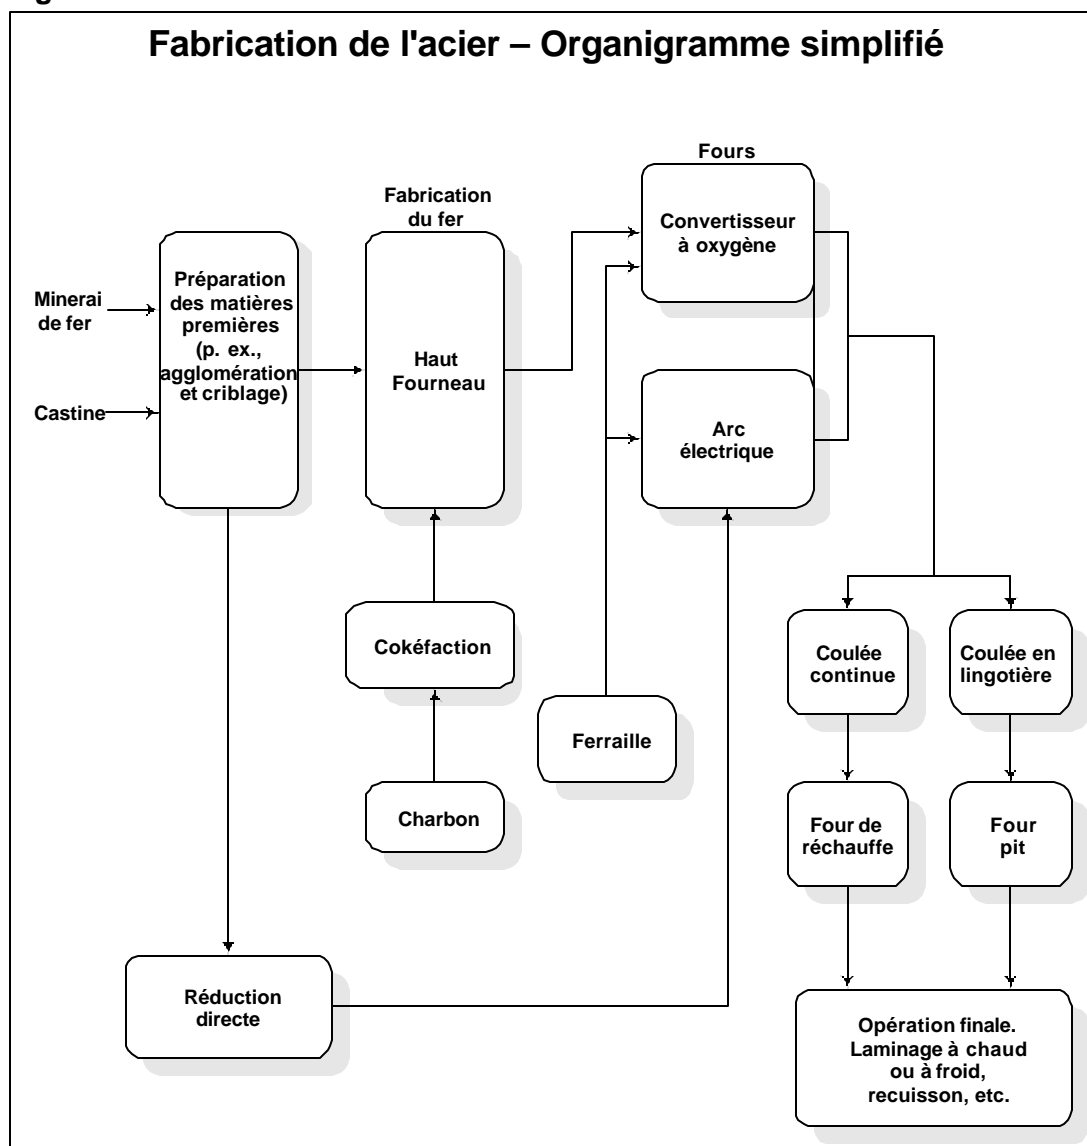 Fabrication de l'acier – Organigramme simplifié
Fours
Convertisseur
à oxygène
Fabrication
du fer
Préparation
des matières
premières
(p. ex.,
agglomération
et criblage)
Minerai
de fer
Castine
Haut
Fourneau
Arc
électrique
Cokéfaction
Charbon
Ferraille
Coulée
continue
Coulée en
lingotière
Four de
réchauffe
Four
pit
Réduction
directe
Opération finale.
Laminage à chaud
ou à froid,
recuisson, etc.